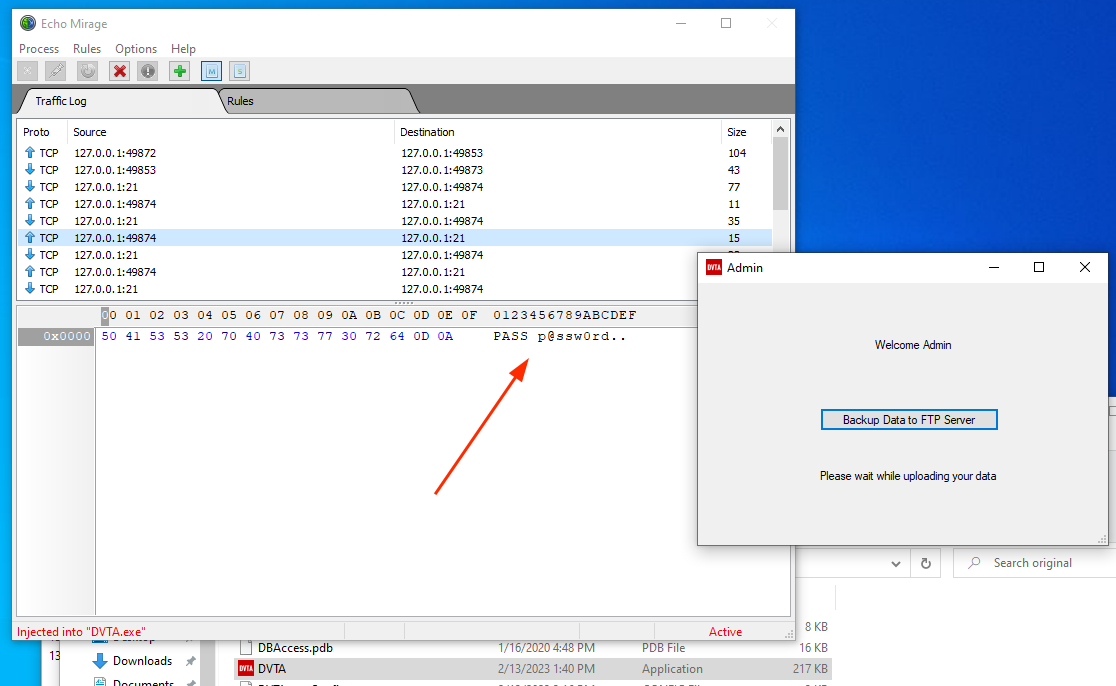 Echo Mirage
Process Rules Options Help
M S
Traffic Log Rules
Proto Source Destination Size
TCP 127.0.0.1:49872 127.0.0.1:49853 104
TCP 127.0.0.1:49853 127.0.0.1:49873 43
TCP 127.0.0.1:21 127.0.0.1:49874 77
TCP 127.0.0.1:49874 127.0.0.1:21 11
TCP 127.0.0.1:21 127.0.0.1:49874 35
TCP 127.0.0.1:49874 127.0.0.1:21 15
TCP 127.0.0.1:21 127.0.0.1:49874
TCP 127.0.0.1:49874 127.0.0.1:21
TCP 127.0.0.1:21 127.0.0.1:49874
00 01 02 03 04 05 06 07 08 09 0A 0B 0C 0D 0E 0F 0123456789ABCDEF
0x0000 50 41 53 53 20 70 40 73 73 77 30 72 64 0D 0A PASS p@ssw0rd..
Injected into "DVTA.exe" Active
DVTA Admin
Welcome Admin
Backup Data to FTP Server
Please wait while uploading your data
Search original
8 KB
DBAccess.pdb 1/16/2020 4:48 PM PDB File 16 KB
13 Downloads
DVTA DVTA 2/13/2023 1:40 PM Application 217 KB
Documents